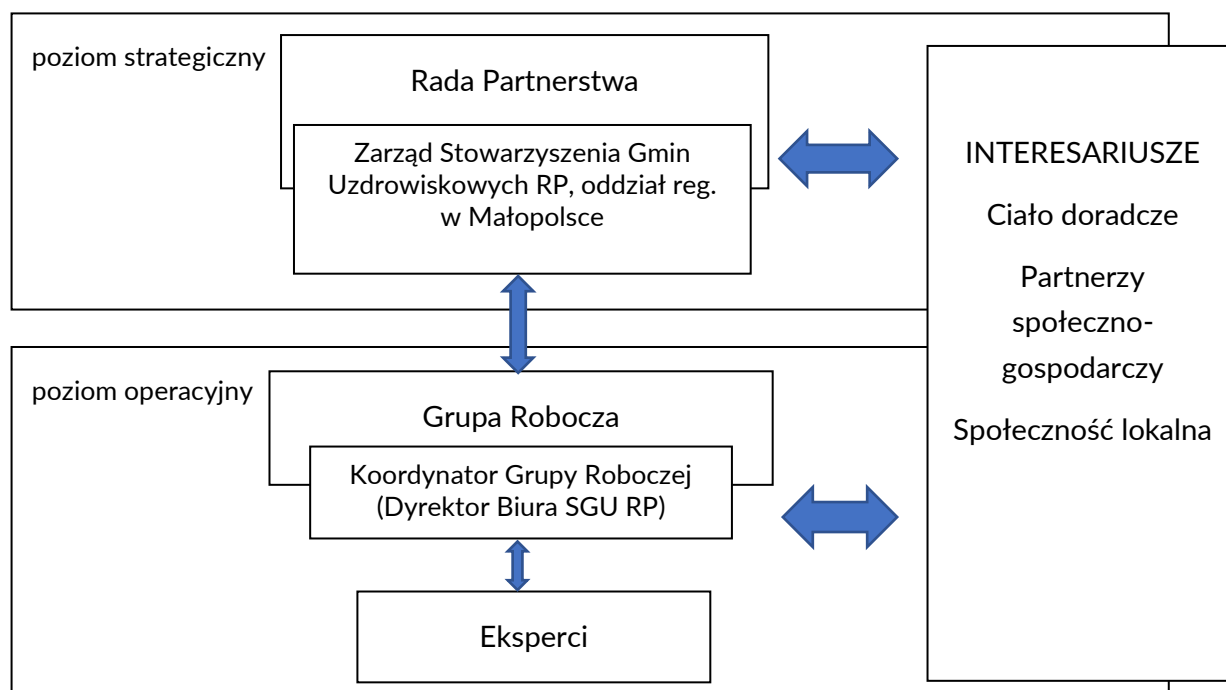 poziom strategiczny
Rada Partnerstwa
Zarząd Stowarzyszenia Gmin
Uzdrowiskowych RP, oddział reg.
w Małopolsce
INTERESARIUSZE
Ciało doradcze
Partnerzy
społeczno-
gospodarczy
Społeczność lokalna
poziom operacyjny
Grupa Robocza
Koordynator Grupy Roboczej
(Dyrektor Biura SGU RP)
Eksperci